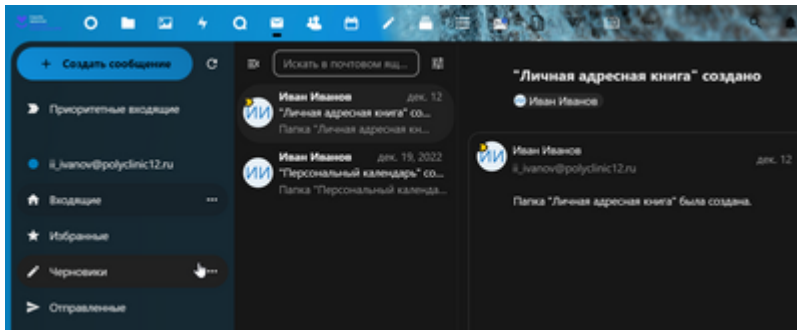 + Создать сообщение
Приоритетные входящие
ii_ivanov@polyclinic12.ru
Входящие
Избранные
Черновики
Отправленные
Искать в почтовом ящ...
ИИ
Иван Иванов дек. 12
"Личная адресная книга" со...
Папка "Личная адресная кн...
ИИ
Иван Иванов дек. 19, 2022
"Персональный календарь" со...
Папка "Персональный календа...
"Личная адресная книга" создано
Иван Иванов
ИИ
Иван Иванов дек. 12
ii_ivanov@polyclinic12.ru
Папка "Личная адресная книга" была создана.